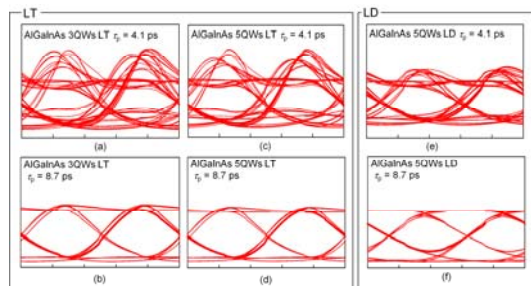 LT
LD
AlGaInAs 3QWs LT τp = 4.1 ps
(a)
AlGaInAs 5QWs LT τp = 4.1 ps
(c)
AlGaInAs 5QWs LD τp = 4.1 ps
(e)
AlGaInAs 3QWs LT
τp = 8.7 ps
(b)
AlGaInAs 5QWs LT
τp = 8.7 ps
(d)
AlGaInAs 5QWs LD
τp = 8.7 ps
(f)